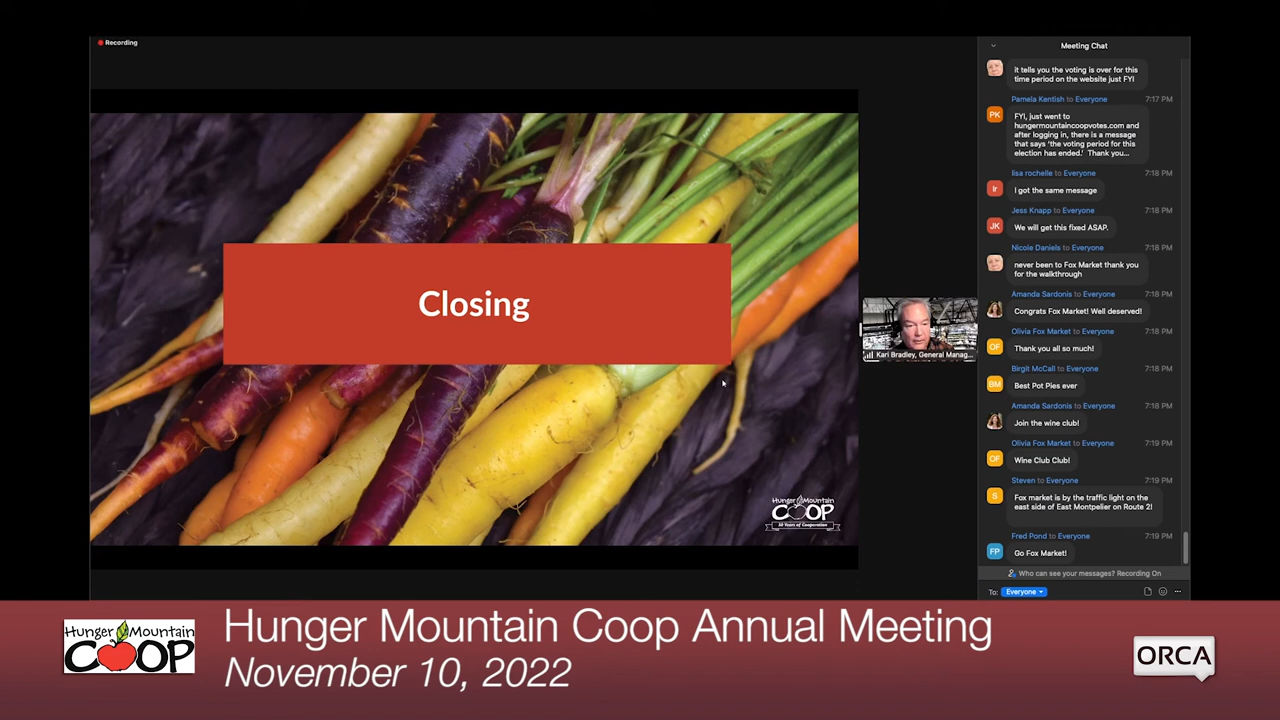 Recording
Closing
Hunger Mountain
COOP
50 Years of Cooperation
Kari Bradley, General Manag...
Meeting Chat
it tells you the voting is over for this
time period on the website just FYI
Pamela Kentish to Everyone 7:17 PM
PK
FYI, just went to
hungermountaincoopvotes.com and
after logging in, there is a message
that says 'the voting period for this
election has ended.' Thank you...
lisa rochelle to Everyone 7:18 PM
lr
I got the same message
Jess Knapp to Everyone 7:18 PM
JK
We will get this fixed ASAP.
Nicole Daniels to Everyone 7:18 PM
never been to Fox Market thank you
for the walkthrough
Amanda Sardonis to Everyone 7:18 PM
Congrats Fox Market! Well deserved!
Olivia Fox Market to Everyone 7:18 PM
OF
Thank you all so much!
Birgit McCall to Everyone 7:18 PM
BM
Best Pot Pies ever
Amanda Sardonis to Everyone 7:18 PM
Join the wine club!
Olivia Fox Market to Everyone 7:19 PM
OF
Wine Club Club!
Steven to Everyone 7:19 PM
S
Fox market is by the traffic light on the
east side of East Montpelier on Route 2!
Fred Pond to Everyone 7:19 PM
FP
Go Fox Market!
Who can see your messages? Recording On
To: Everyone
Hunger Mountain
COOP
Hunger Mountain Coop Annual Meeting
November 10, 2022
ORCA